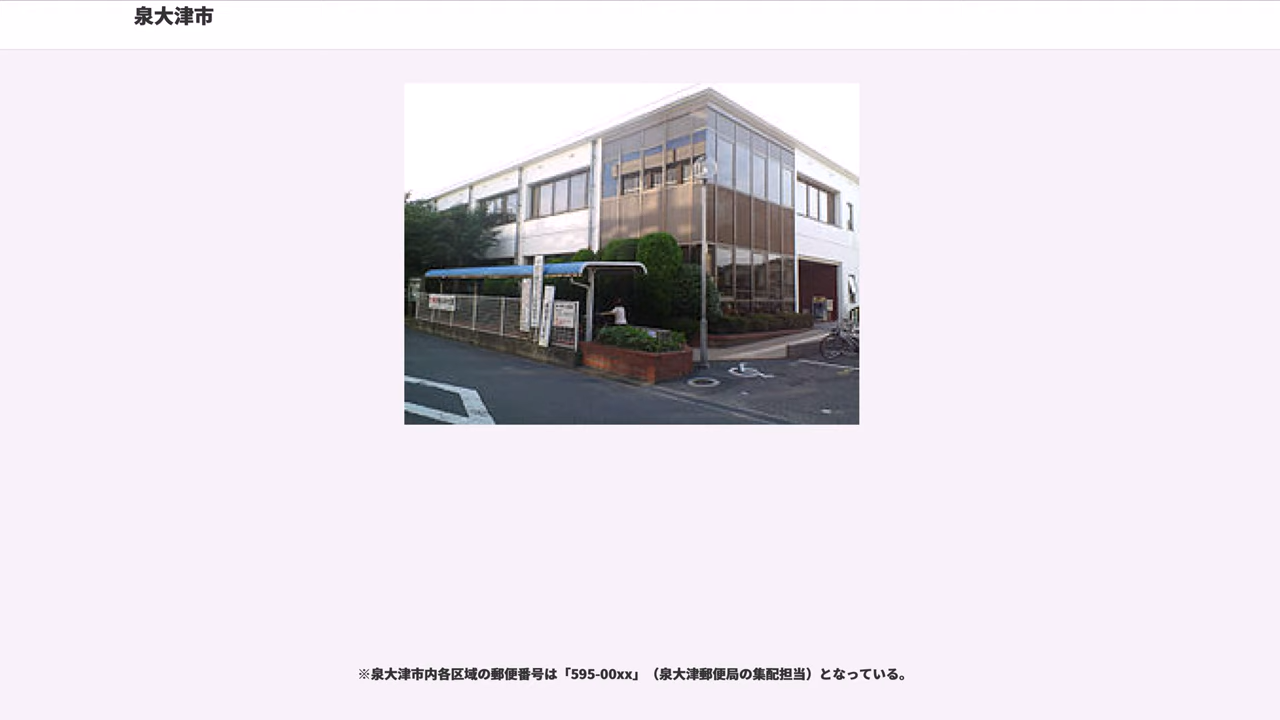 泉大津市
※泉大津市内各区域の郵便番号は「595-00xx」（泉大津郵便局の集配担当）となっている。